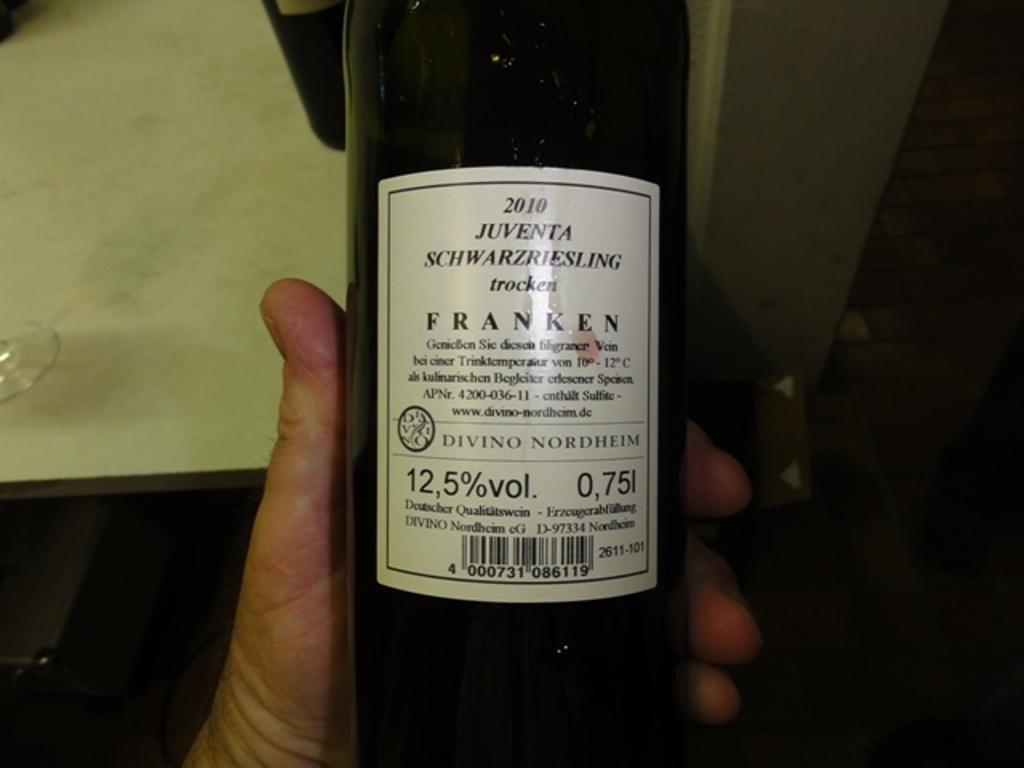 2010
JUVENTA
SCHWARZRIESLING
trocken
FRANKEN
Genießen Sie diesen filigranen Wein
bei einer Trinktemperatur von 10° - 12° C
als kulinarischen Begleiter erlesener Speisen.
APNr. 4200-036-11 - enthält Sulfite -
www.divino-nordheim.de
DIVINO NORDHEIM
12,5%vol. 0,75l
Deutscher Qualitätswein - Erzeugerabfüllung
DIVINO Nordheim eG D-97334 Nordheim
2611-101
4 000731 086119